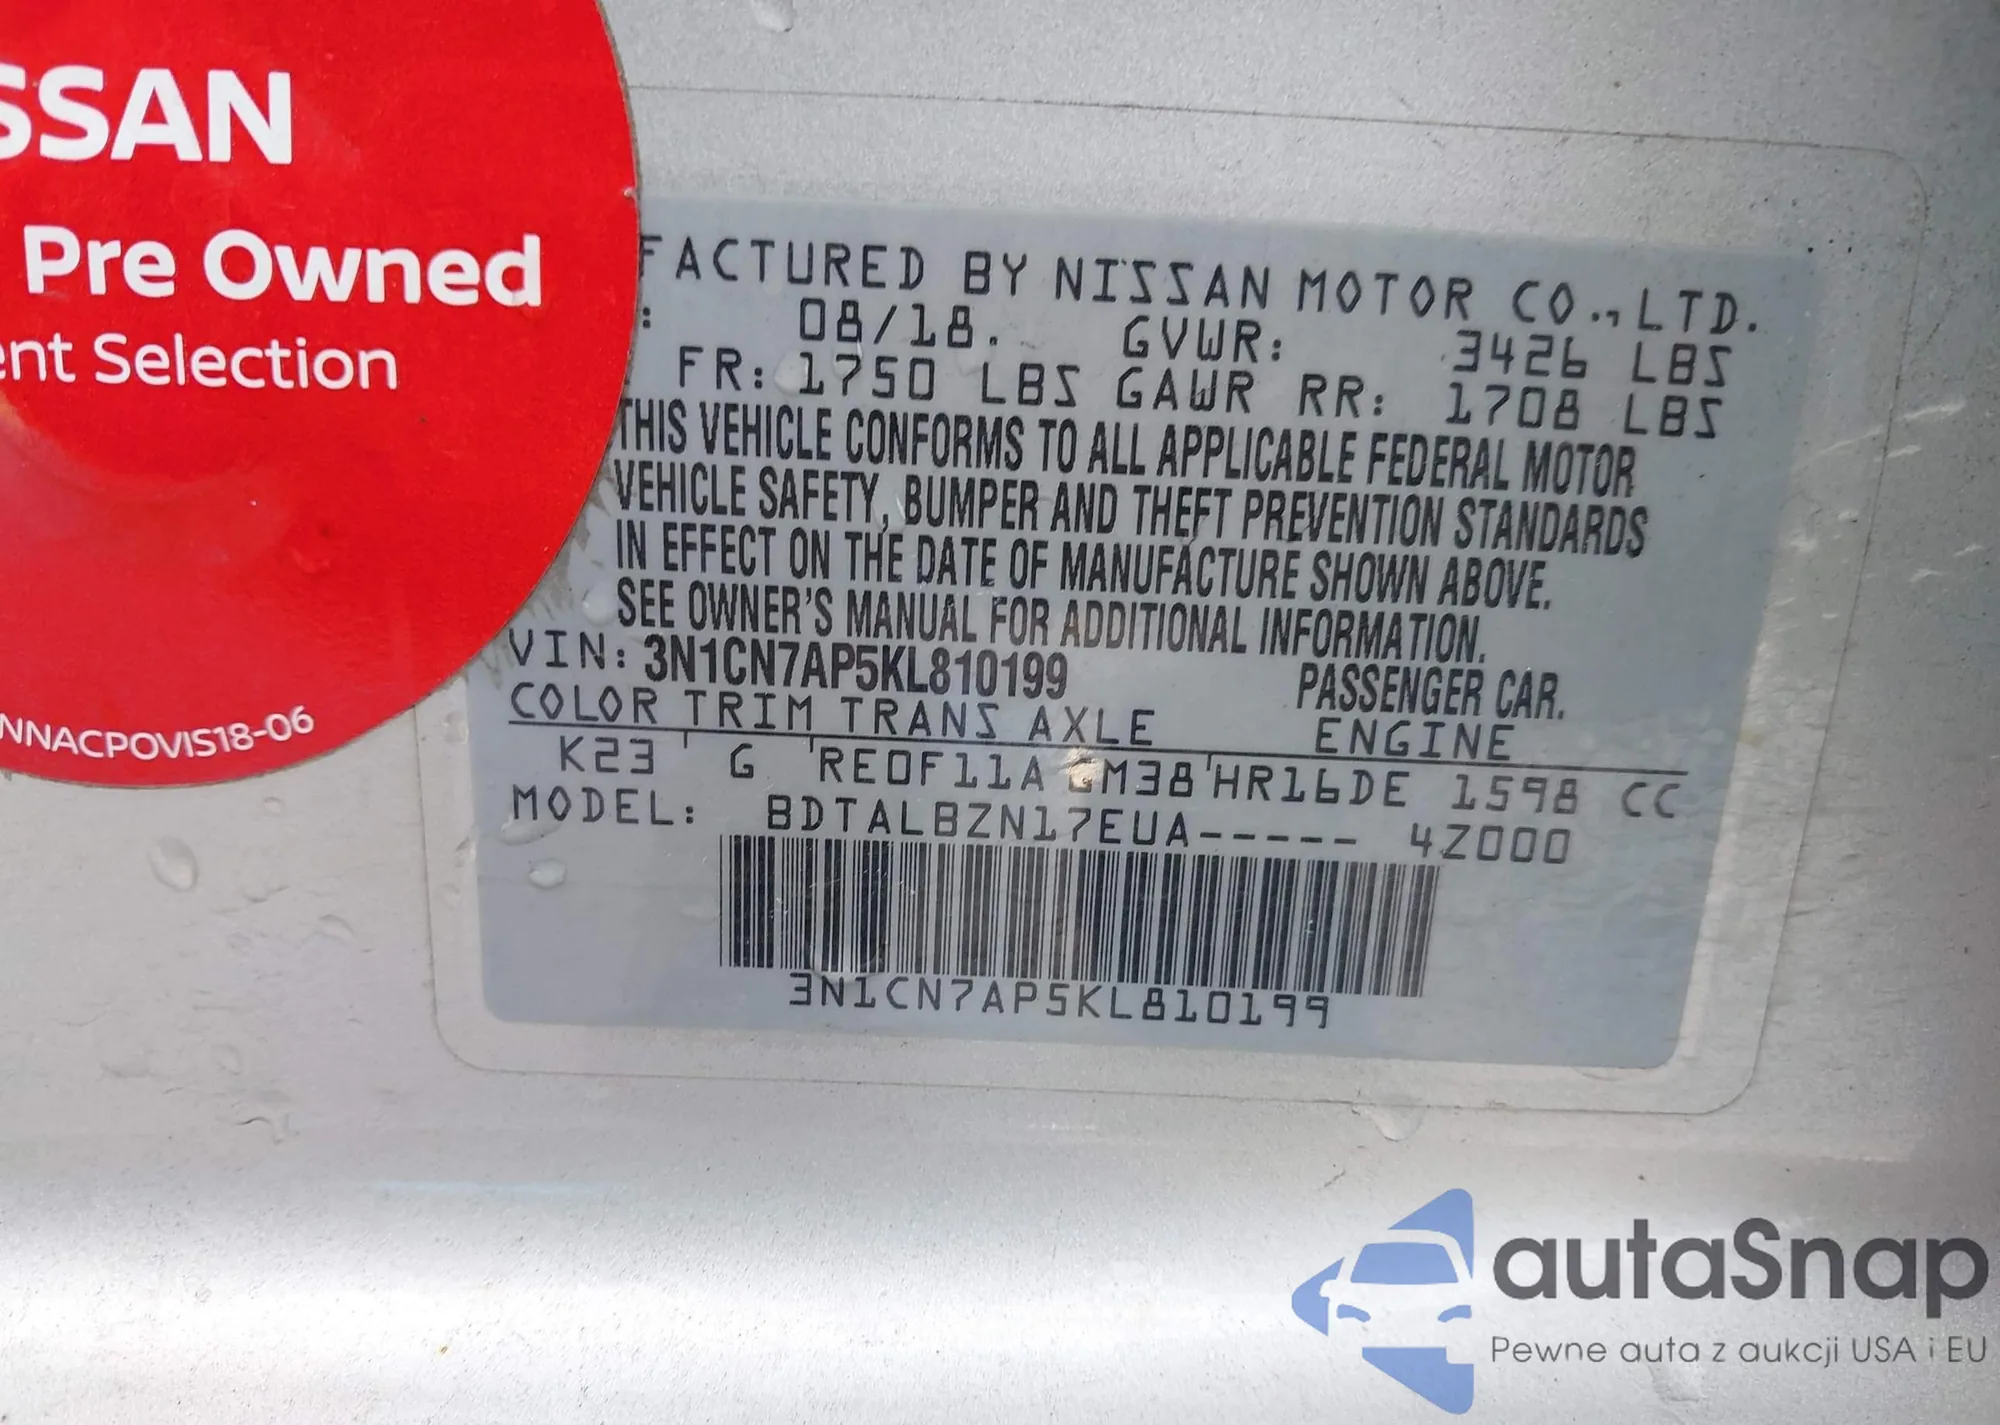 SSAN
Pre Owned
ent Selection
NNACPOVIS18-06
FACTURED BY NISSAN MOTOR CO.,LTD.
: 08/18. GVWR: 3426 LBS
FR: 1750 LBS GAWR RR: 1708 LBS
THIS VEHICLE CONFORMS TO ALL APPLICABLE FEDERAL MOTOR
VEHICLE SAFETY, BUMPER AND THEFT PREVENTION STANDARDS
IN EFFECT ON THE DATE OF MANUFACTURE SHOWN ABOVE.
SEE OWNER'S MANUAL FOR ADDITIONAL INFORMATION.
VIN: 3N1CN7AP5KL810199 PASSENGER CAR.
COLOR TRIM TRANS AXLE ENGINE
K23 ' G ' RE0F11A GM38 ' HR16DE 1598 CC
MODEL: BDTALBZN17EUA----- 4Z000
3N1CN7AP5KL810199
autaSnap
Pewne auta z aukcji USA i EU